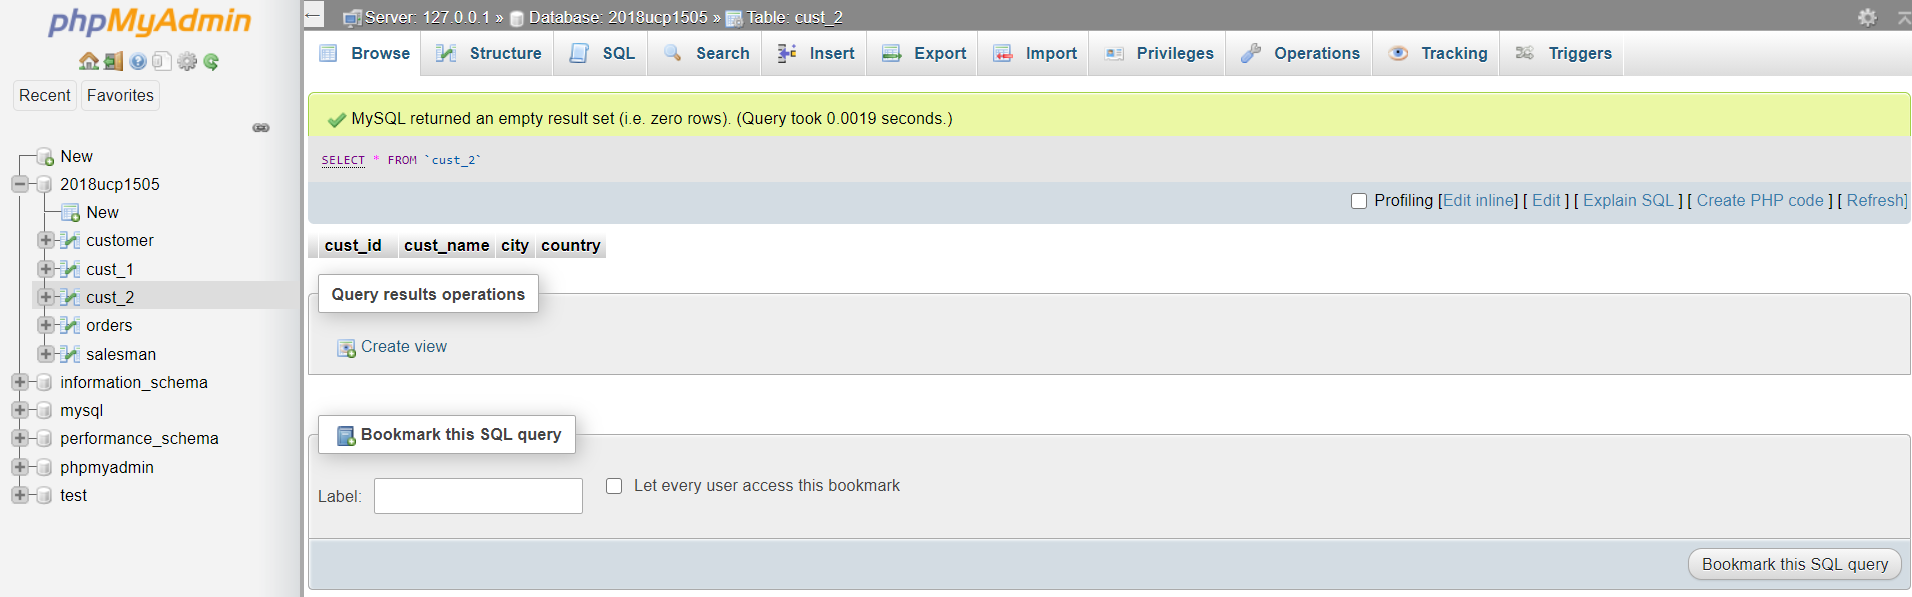 phpMyAdmin
Recent Favorites
New
2018ucp1505
New
customer
cust_1
cust_2
orders
salesman
information_schema
mysql
performance_schema
phpmyadmin
test
Server: 127.0.0.1 » Database: 2018ucp1505 » Table: cust_2
Browse Structure SQL Search Insert Export Import Privileges Operations Tracking Triggers
MySQL returned an empty result set (i.e. zero rows). (Query took 0.0019 seconds.)
SELECT * FROM `cust_2`
Profiling [Edit inline] [ Edit ] [ Explain SQL ] [ Create PHP code ] [ Refresh]
cust_id cust_name city country
Query results operations
Create view
Bookmark this SQL query
Label: Let every user access this bookmark
Bookmark this SQL query